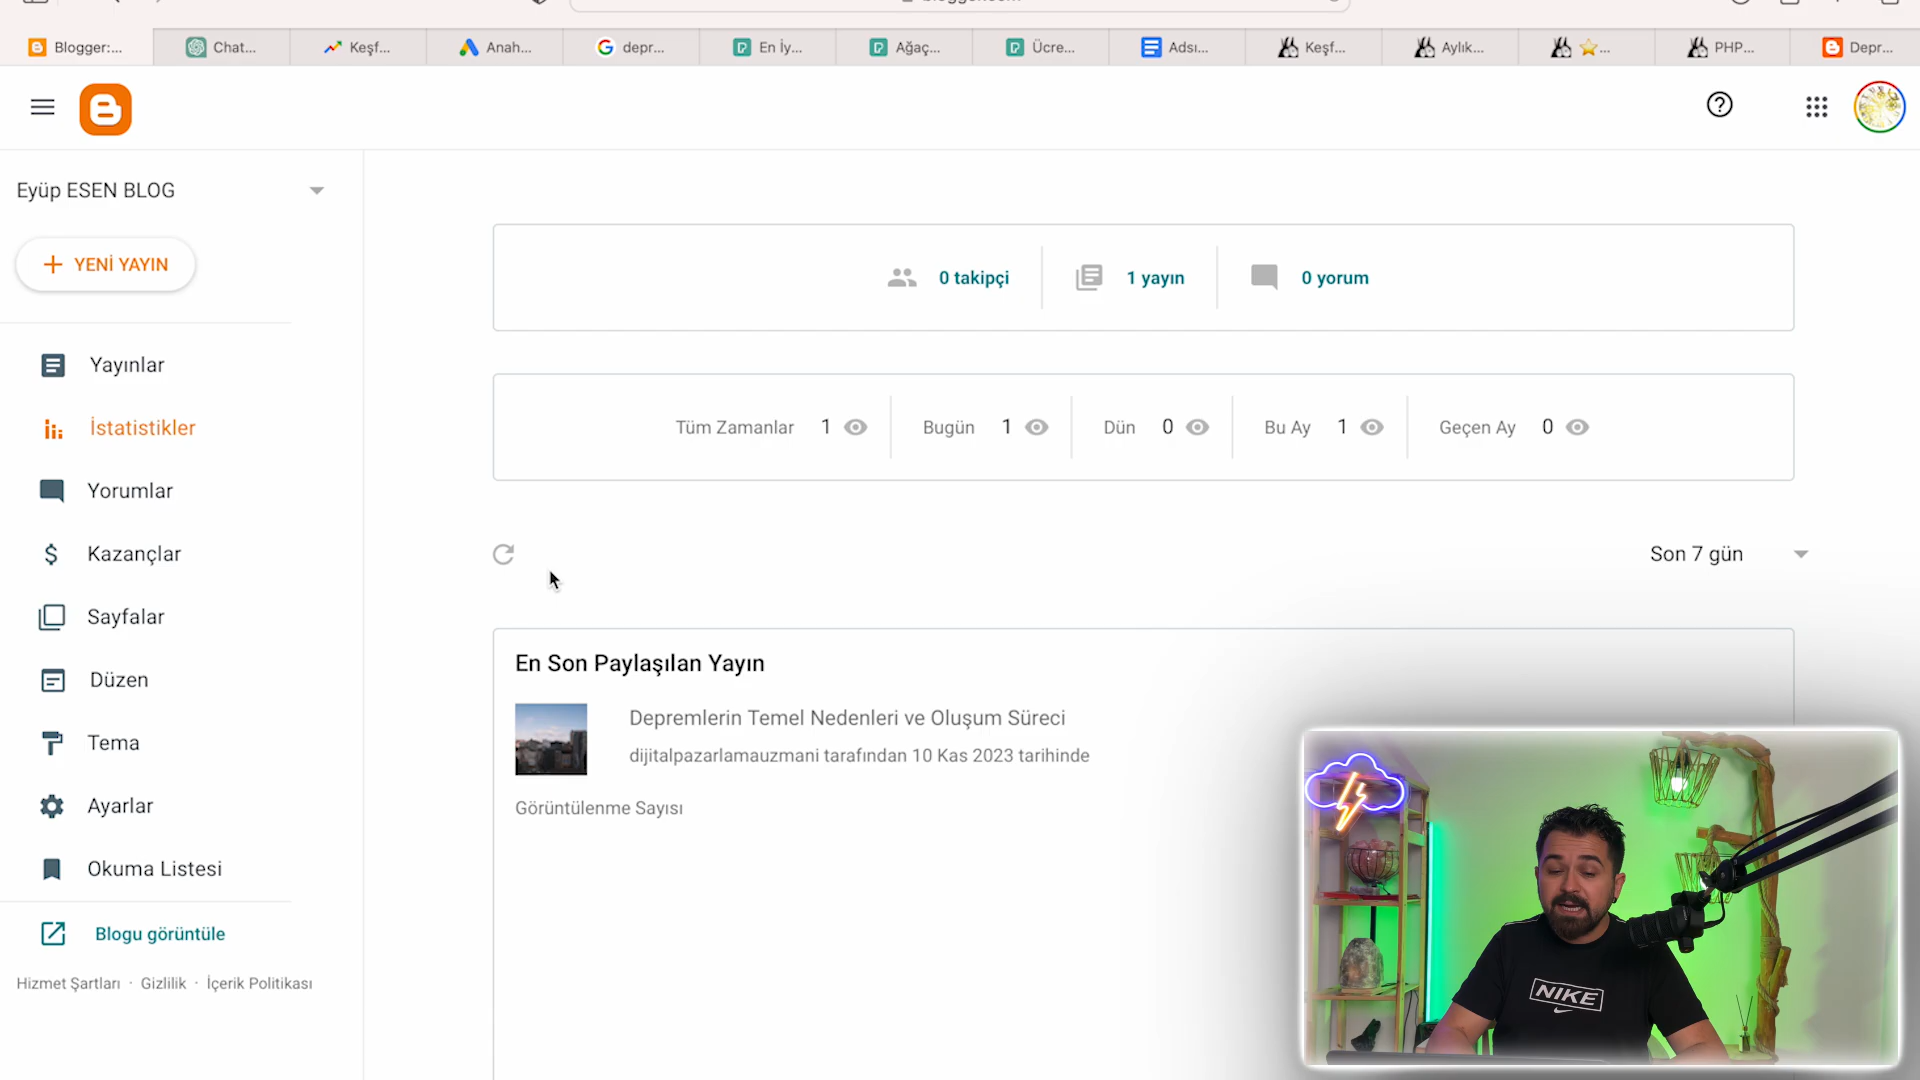 Blogger:...
Chat...
Keşf...
Anah...
depr...
En İy...
Ağaç...
Ücre...
Adsı...
Keşf...
Aylık...
⭐...
PHP...
Depr...
Eyüp ESEN BLOG
YENİ YAYIN
Yayınlar
İstatistikler
Yorumlar
Kazançlar
Sayfalar
Düzen
Tema
Ayarlar
Okuma Listesi
Blogu görüntüle
Hizmet Şartları · Gizlilik · İçerik Politikası
0 takipçi
1 yayın
0 yorum
Tüm Zamanlar 1
Bugün 1
Dün 0
Bu Ay 1
Geçen Ay 0
Son 7 gün
En Son Paylaşılan Yayın
Depremlerin Temel Nedenleri ve Oluşum Süreci
dijitalpazarlamauzmani tarafından 10 Kas 2023 tarihinde
Görüntülenme Sayısı
NIKE